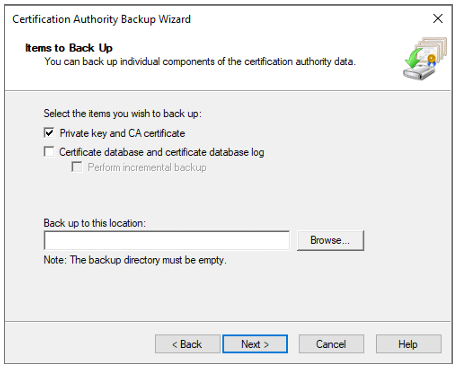 Certification Authority Backup Wizard
Items to Back Up
You can back up individual components of the certification authority data.
Select the items you wish to back up:
Private key and CA certificate
Certificate database and certificate database log
Perform incremental backup
Back up to this location:
Browse...
Note: The backup directory must be empty.
< Back
Next >
Cancel
Help